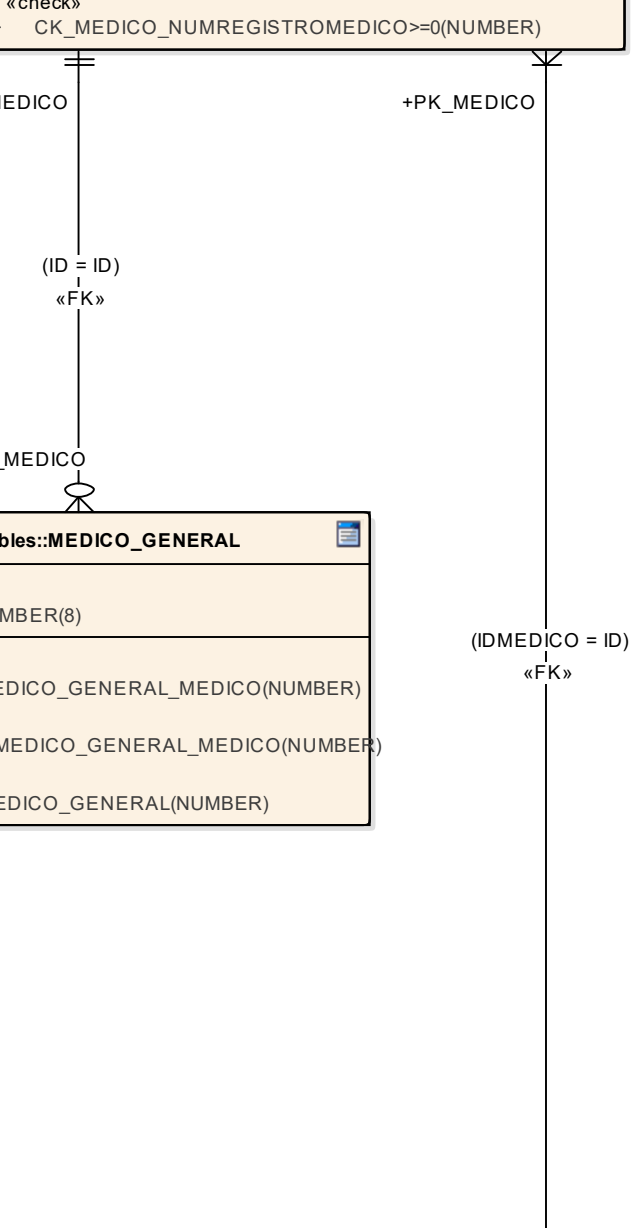 «check»
CK_MEDICO_NUMREGISTROMEDICO>=0(NUMBER)
EDICO
+PK_MEDICO
(ID = ID)
«FK»
_MEDICO
bles::MEDICO_GENERAL
MBER(8)
(IDMEDICO = ID)
«FK»
EDICO_GENERAL_MEDICO(NUMBER)
MEDICO_GENERAL_MEDICO(NUMBER)
EDICO_GENERAL(NUMBER)